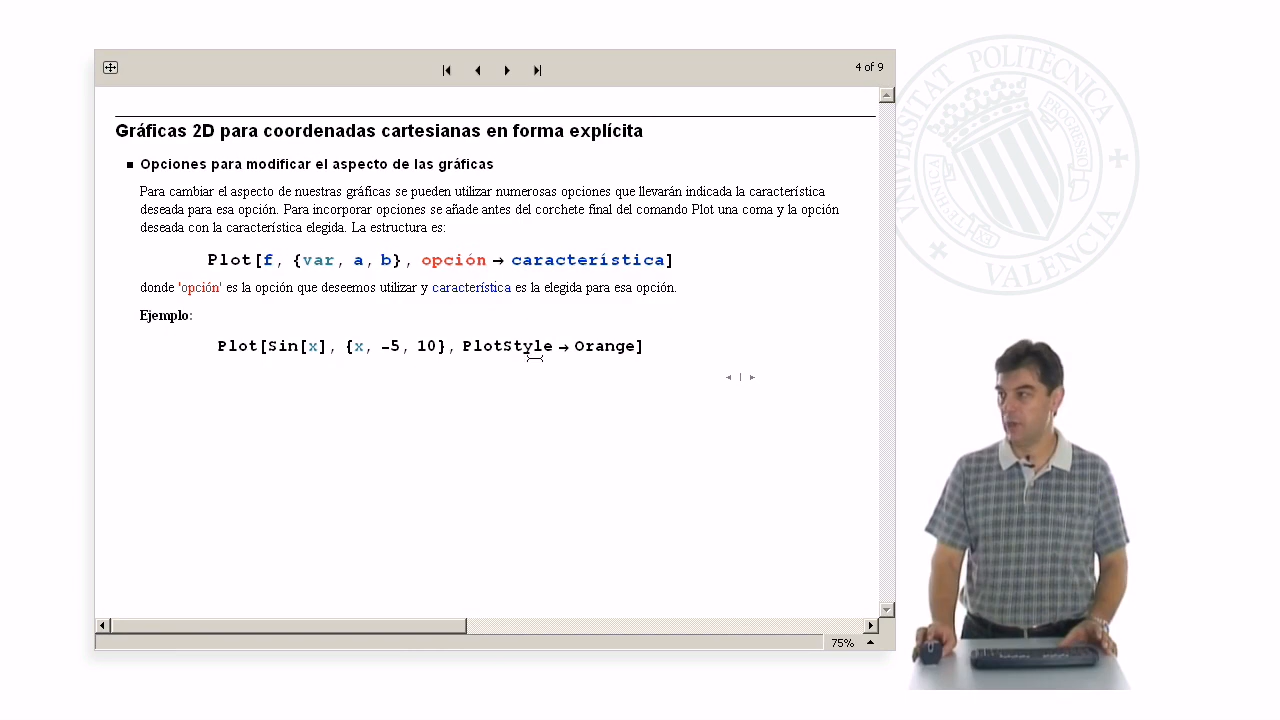 4 of 9
Gráficas 2D para coordenadas cartesianas en forma explícita
Opciones para modificar el aspecto de las gráficas
Para cambiar el aspecto de nuestras gráficas se pueden utilizar numerosas opciones que llevarán indicada la característica
deseada para esa opción. Para incorporar opciones se añade antes del corchete final del comando Plot una coma y la opción
deseada con la característica elegida. La estructura es:
Plot[f, {var, a, b}, opción → característica]
donde 'opción' es la opción que deseemos utilizar y característica es la elegida para esa opción.
Ejemplo:
Plot[Sin[x], {x, -5, 10}, PlotStyle → Orange]
75%
UNIVERSITAT POLITÈCNICA
VALÈNCIA